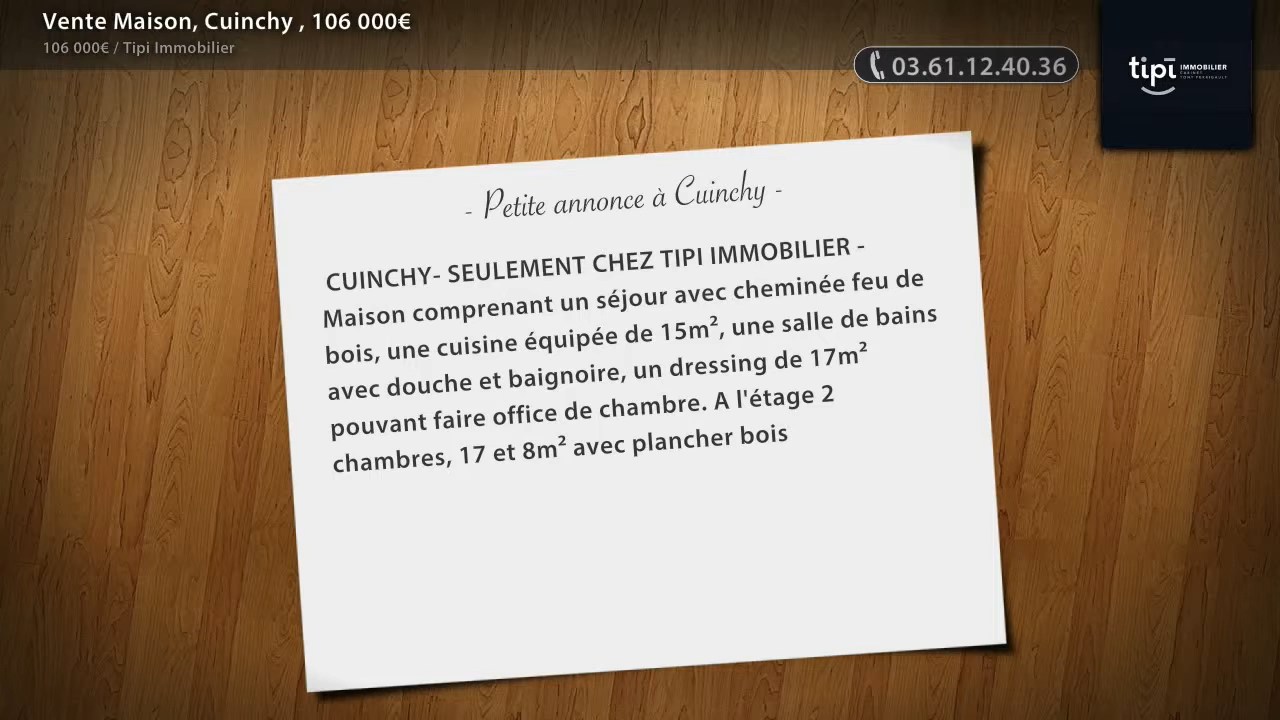 Vente Maison, Cuinchy , 106 000€
106 000€ / Tipi Immobilier
03.61.12.40.36
tipi IMMOBILIER
CABINET
- Petite annonce à Cuinchy -
CUINCHY- SEULEMENT CHEZ TIPI IMMOBILIER -
Maison comprenant un séjour avec cheminée feu de
bois, une cuisine équipée de 15m², une salle de bains
avec douche et baignoire, un dressing de 17m²
pouvant faire office de chambre. A l'étage 2
chambres, 17 et 8m² avec plancher bois